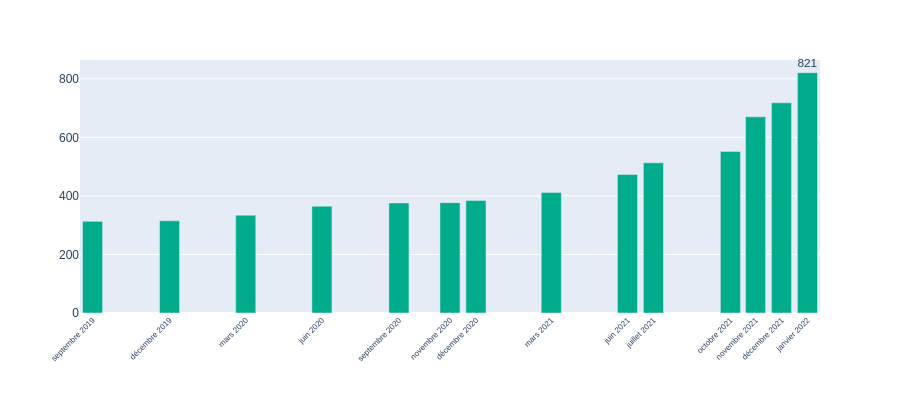 821
800
600
400
200
0
septembre 2019
décembre 2019
mars 2020
juin 2020
septembre 2020
novembre 2020
décembre 2020
mars 2021
juin 2021
juillet 2021
octobre 2021
novembre 2021
décembre 2021
janvier 2022